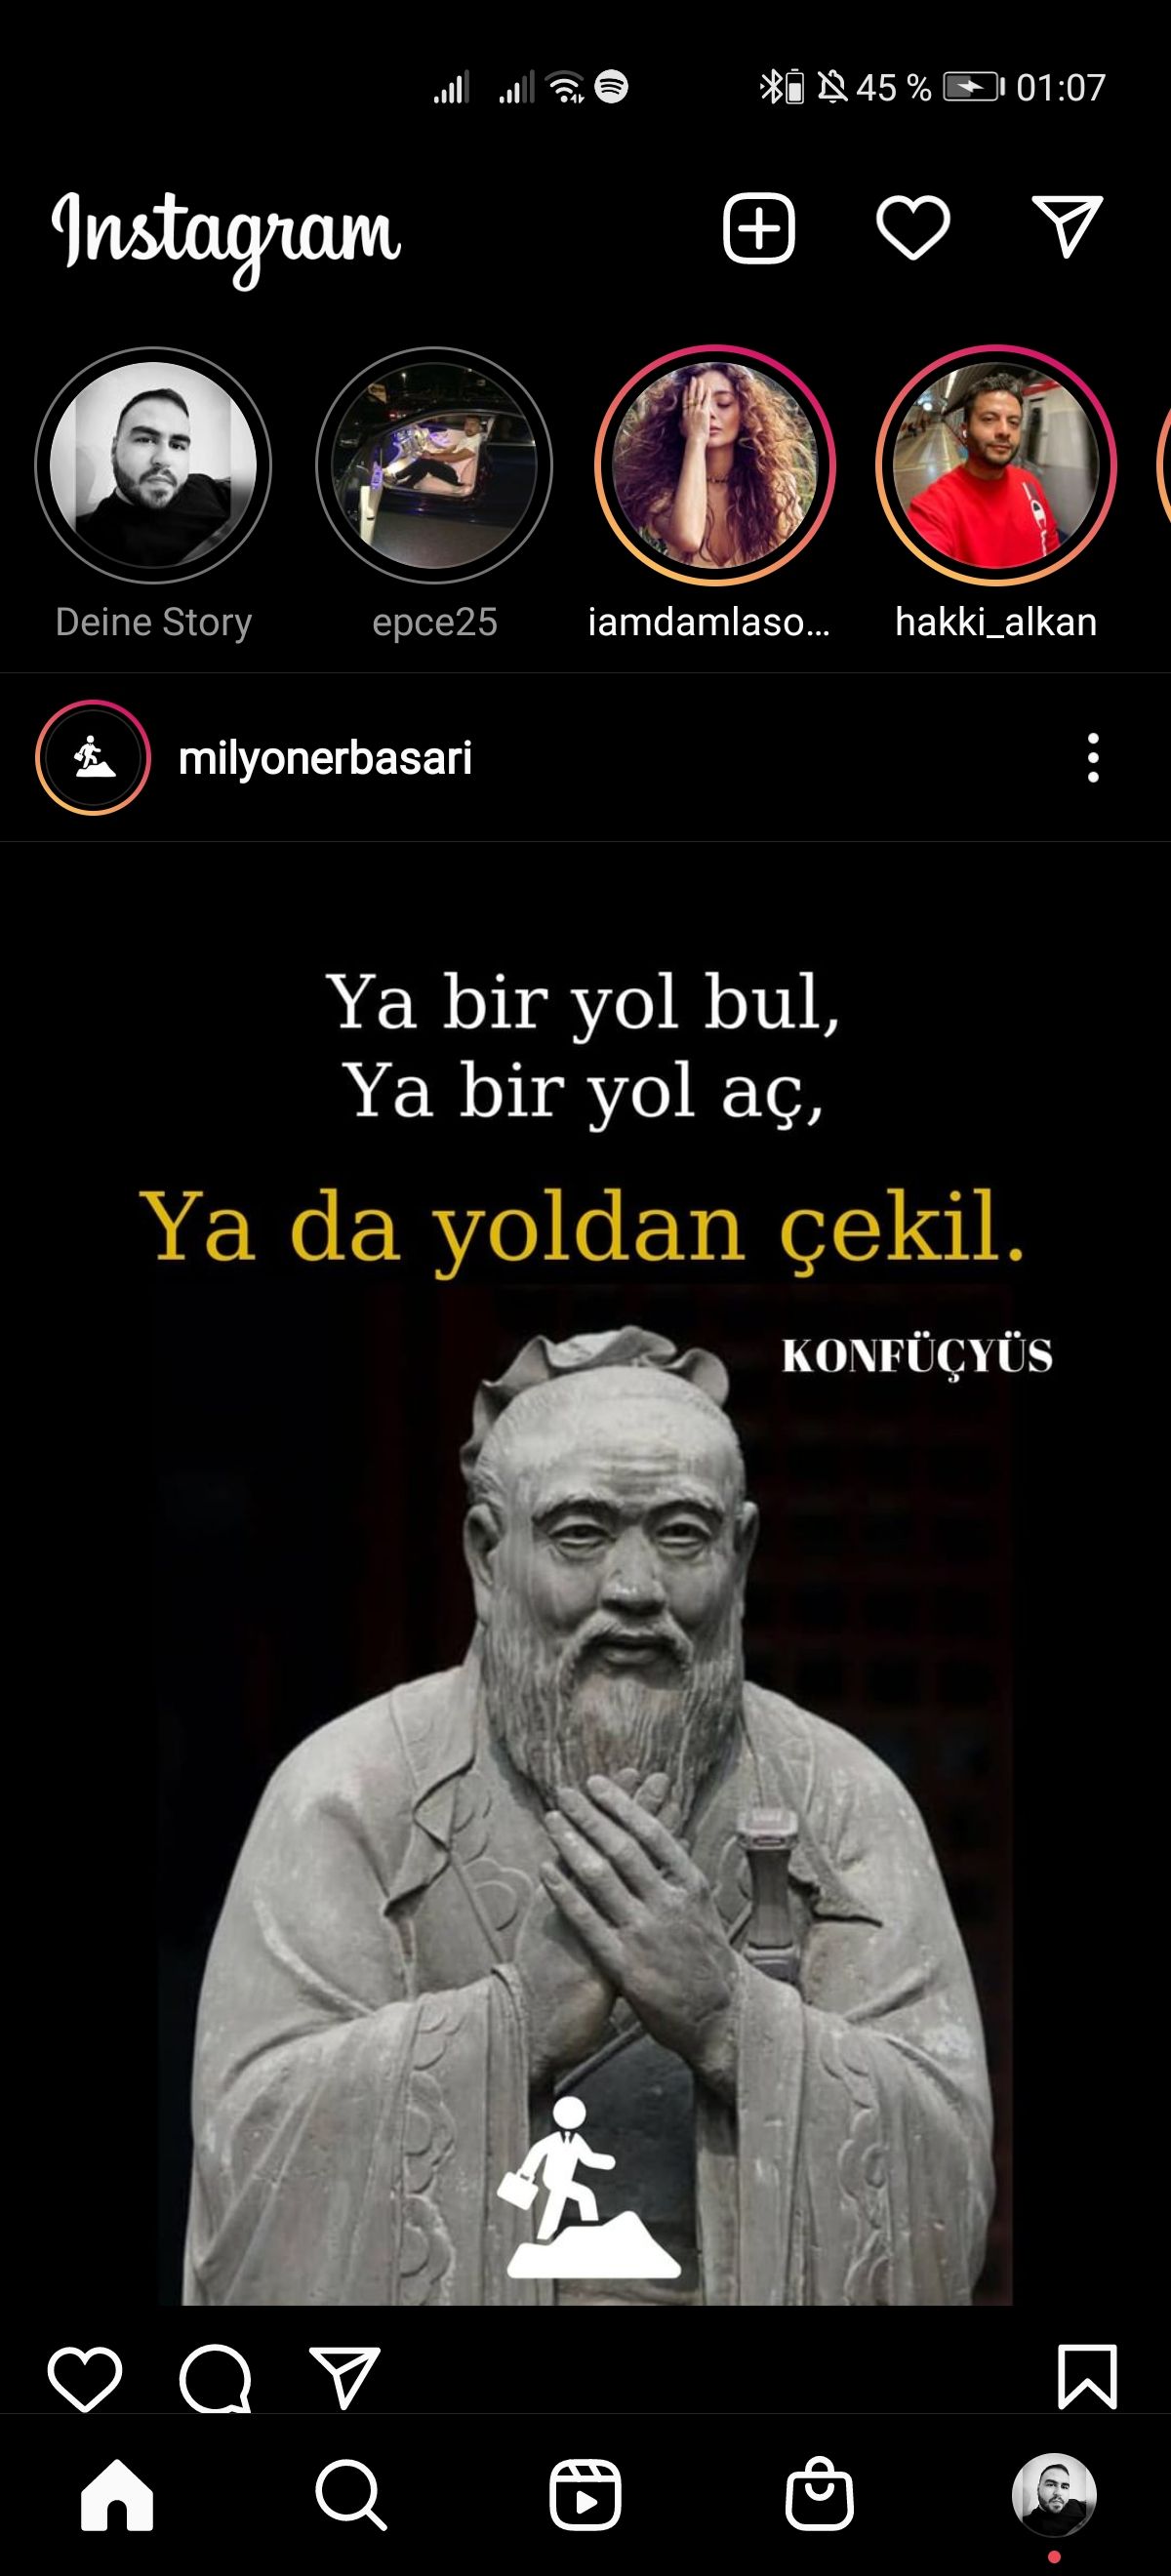 45 % 01:07
Instagram
Deine Story epce25 iamdamlaso... hakki_alkan
milyonerbasari
Ya bir yol bul,
Ya bir yol aç,
Ya da yoldan çekil.
KONFÜÇYÜS